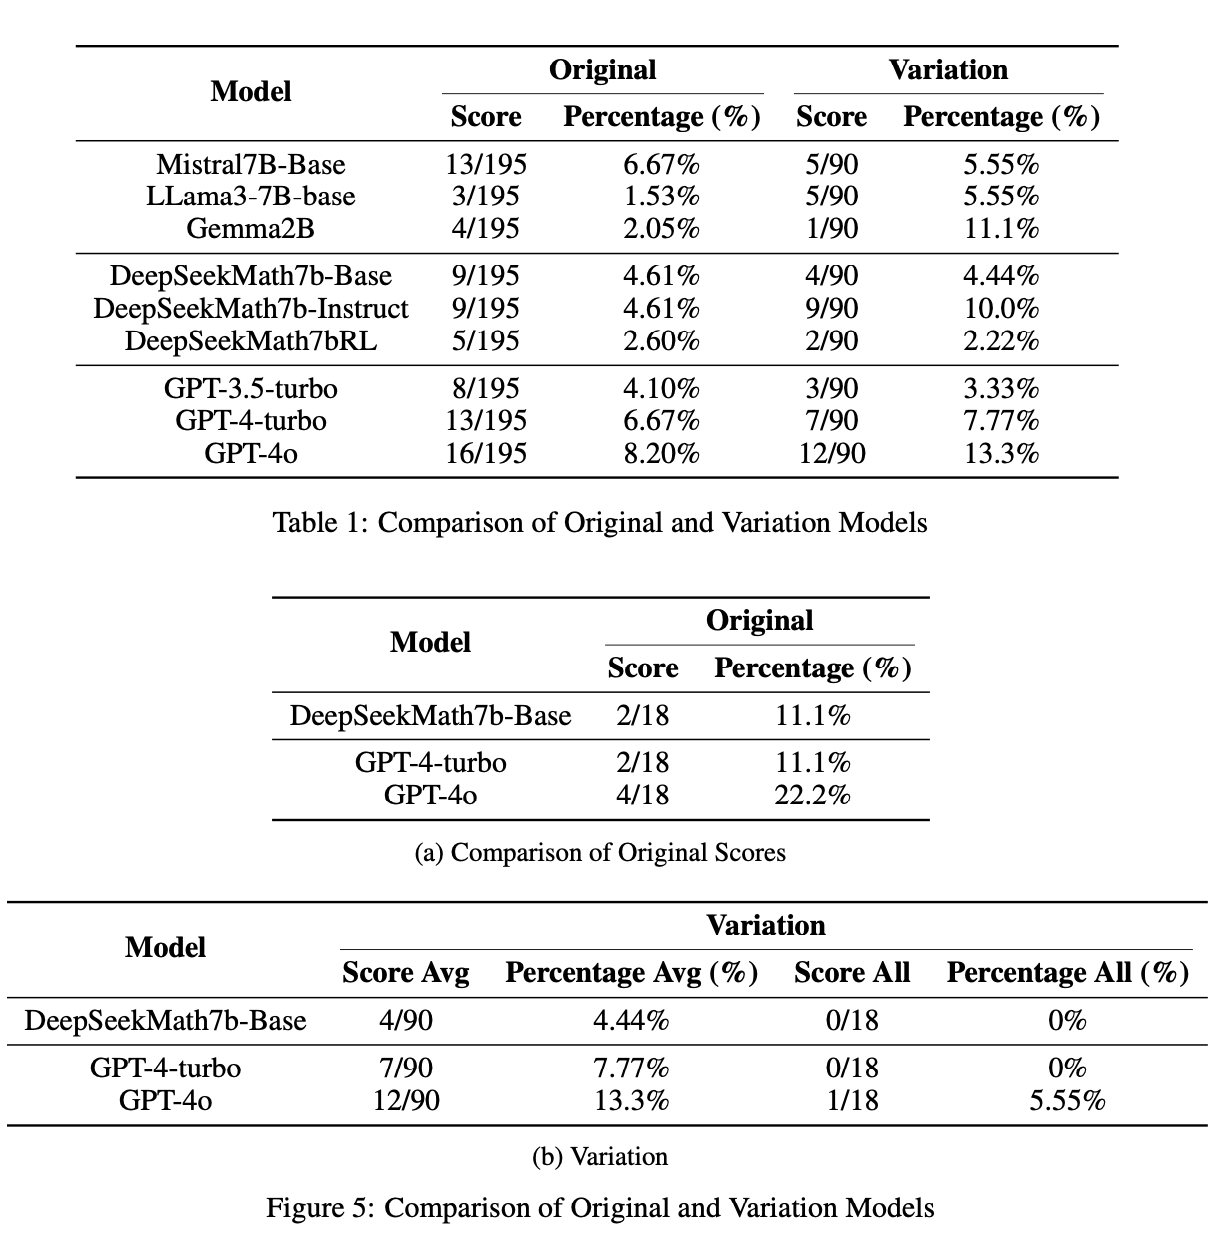 Model Original Variation
Score Percentage (%) Score Percentage (%)
Mistral7B-Base 13/195 6.67% 5/90 5.55%
LLama3-7B-base 3/195 1.53% 5/90 5.55%
Gemma2B 4/195 2.05% 1/90 11.1%
DeepSeekMath7b-Base 9/195 4.61% 4/90 4.44%
DeepSeekMath7b-Instruct 9/195 4.61% 9/90 10.0%
DeepSeekMath7bRL 5/195 2.60% 2/90 2.22%
GPT-3.5-turbo 8/195 4.10% 3/90 3.33%
GPT-4-turbo 13/195 6.67% 7/90 7.77%
GPT-4o 16/195 8.20% 12/90 13.3%
Table 1: Comparison of Original and Variation Models
Model Original
Score Percentage (%)
DeepSeekMath7b-Base 2/18 11.1%
GPT-4-turbo 2/18 11.1%
GPT-4o 4/18 22.2%
(a) Comparison of Original Scores
Model Variation
Score Avg Percentage Avg (%) Score All Percentage All (%)
DeepSeekMath7b-Base 4/90 4.44% 0/18 0%
GPT-4-turbo 7/90 7.77% 0/18 0%
GPT-4o 12/90 13.3% 1/18 5.55%
(b) Variation
Figure 5: Comparison of Original and Variation Models